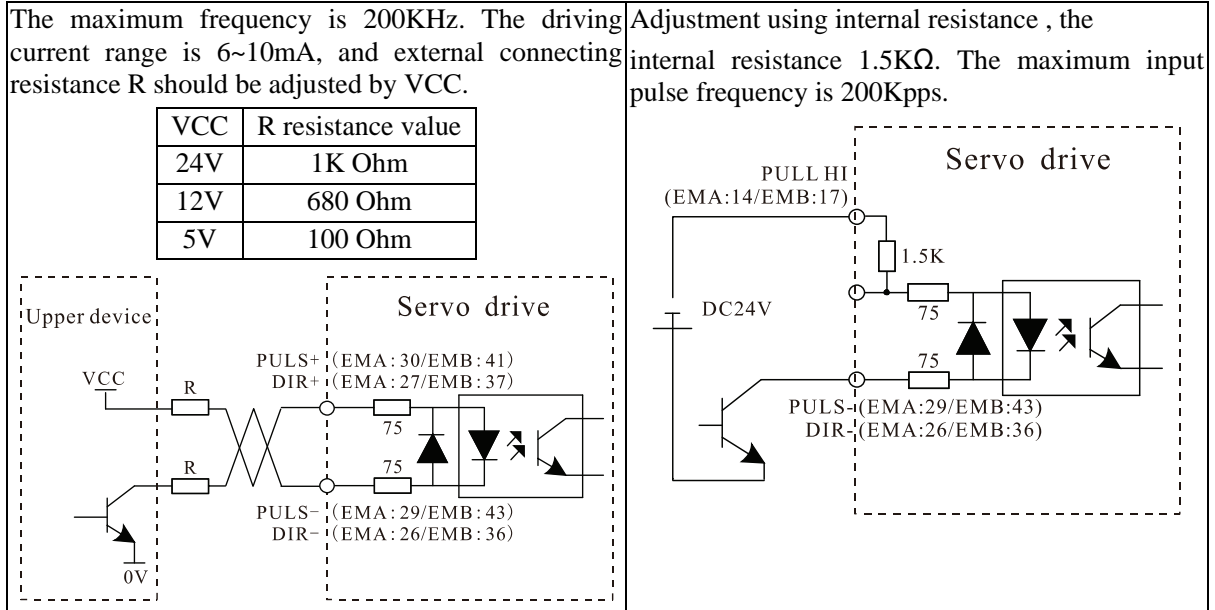 The maximum frequency is 200KHz. The driving
current range is 6~10mA, and external connecting
resistance R should be adjusted by VCC.
VCC R resistance value
24V 1K Ohm
12V 680 Ohm
5V 100 Ohm
Upper device
Servo drive
PULS+ (EMA:30/EMB:41)
DIR+ (EMA:27/EMB:37)
VCC
R
75
R
75
PULS- (EMA:29/EMB:43)
DIR- (EMA:26/EMB:36)
0V
Adjustment using internal resistance , the
internal resistance 1.5KΩ. The maximum input
pulse frequency is 200Kpps.
Servo drive
PULL HI
(EMA:14/EMB:17)
1.5K
DC24V
75
75
PULS-(EMA:29/EMB:43)
DIR-(EMA:26/EMB:36)